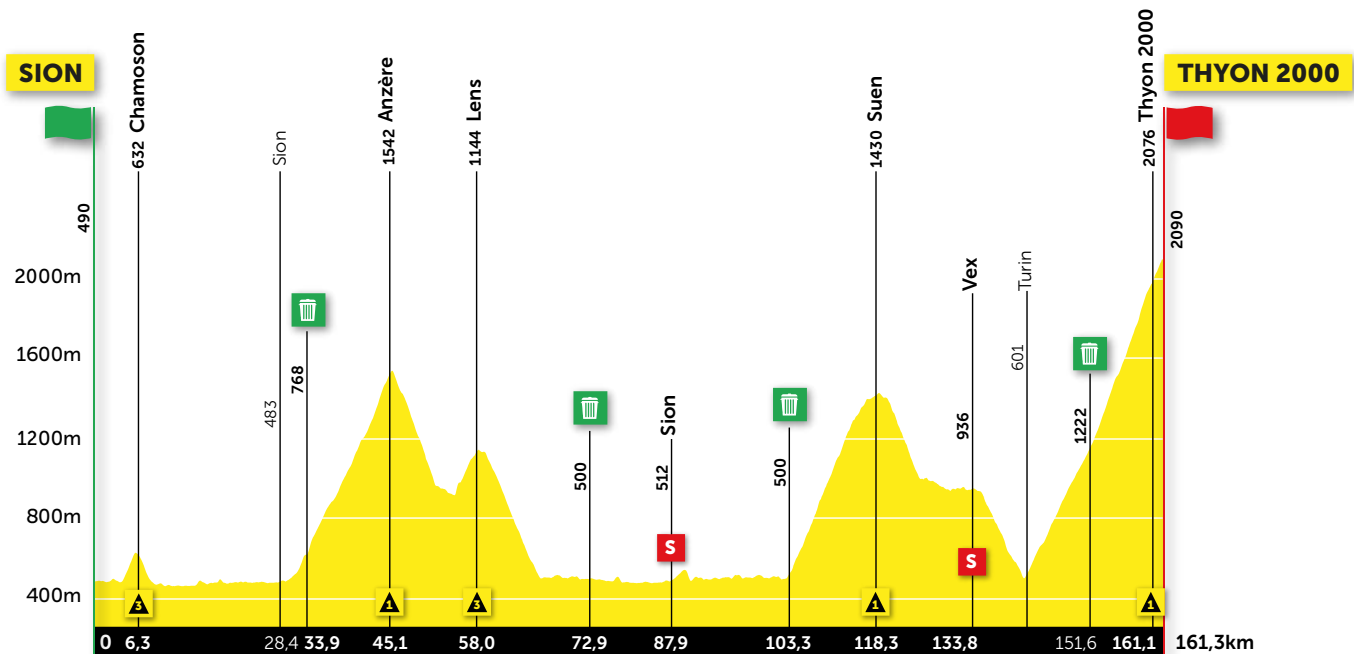 SION
THYON 2000
632 Chamoson
Sion
1542 Anzère
1144 Lens
1430 Suen
2076 Thyon 2000
490
2090
2000m
1600m
1200m
800m
400m
483
768
500
Sion
512
S
500
Vex
936
S
Turin
601
1222
3
1
3
1
1
0 6,3 28,4 33,9 45,1 58,0 72,9 87,9 103,3 118,5 133,8 151,6 161,1 161,3km